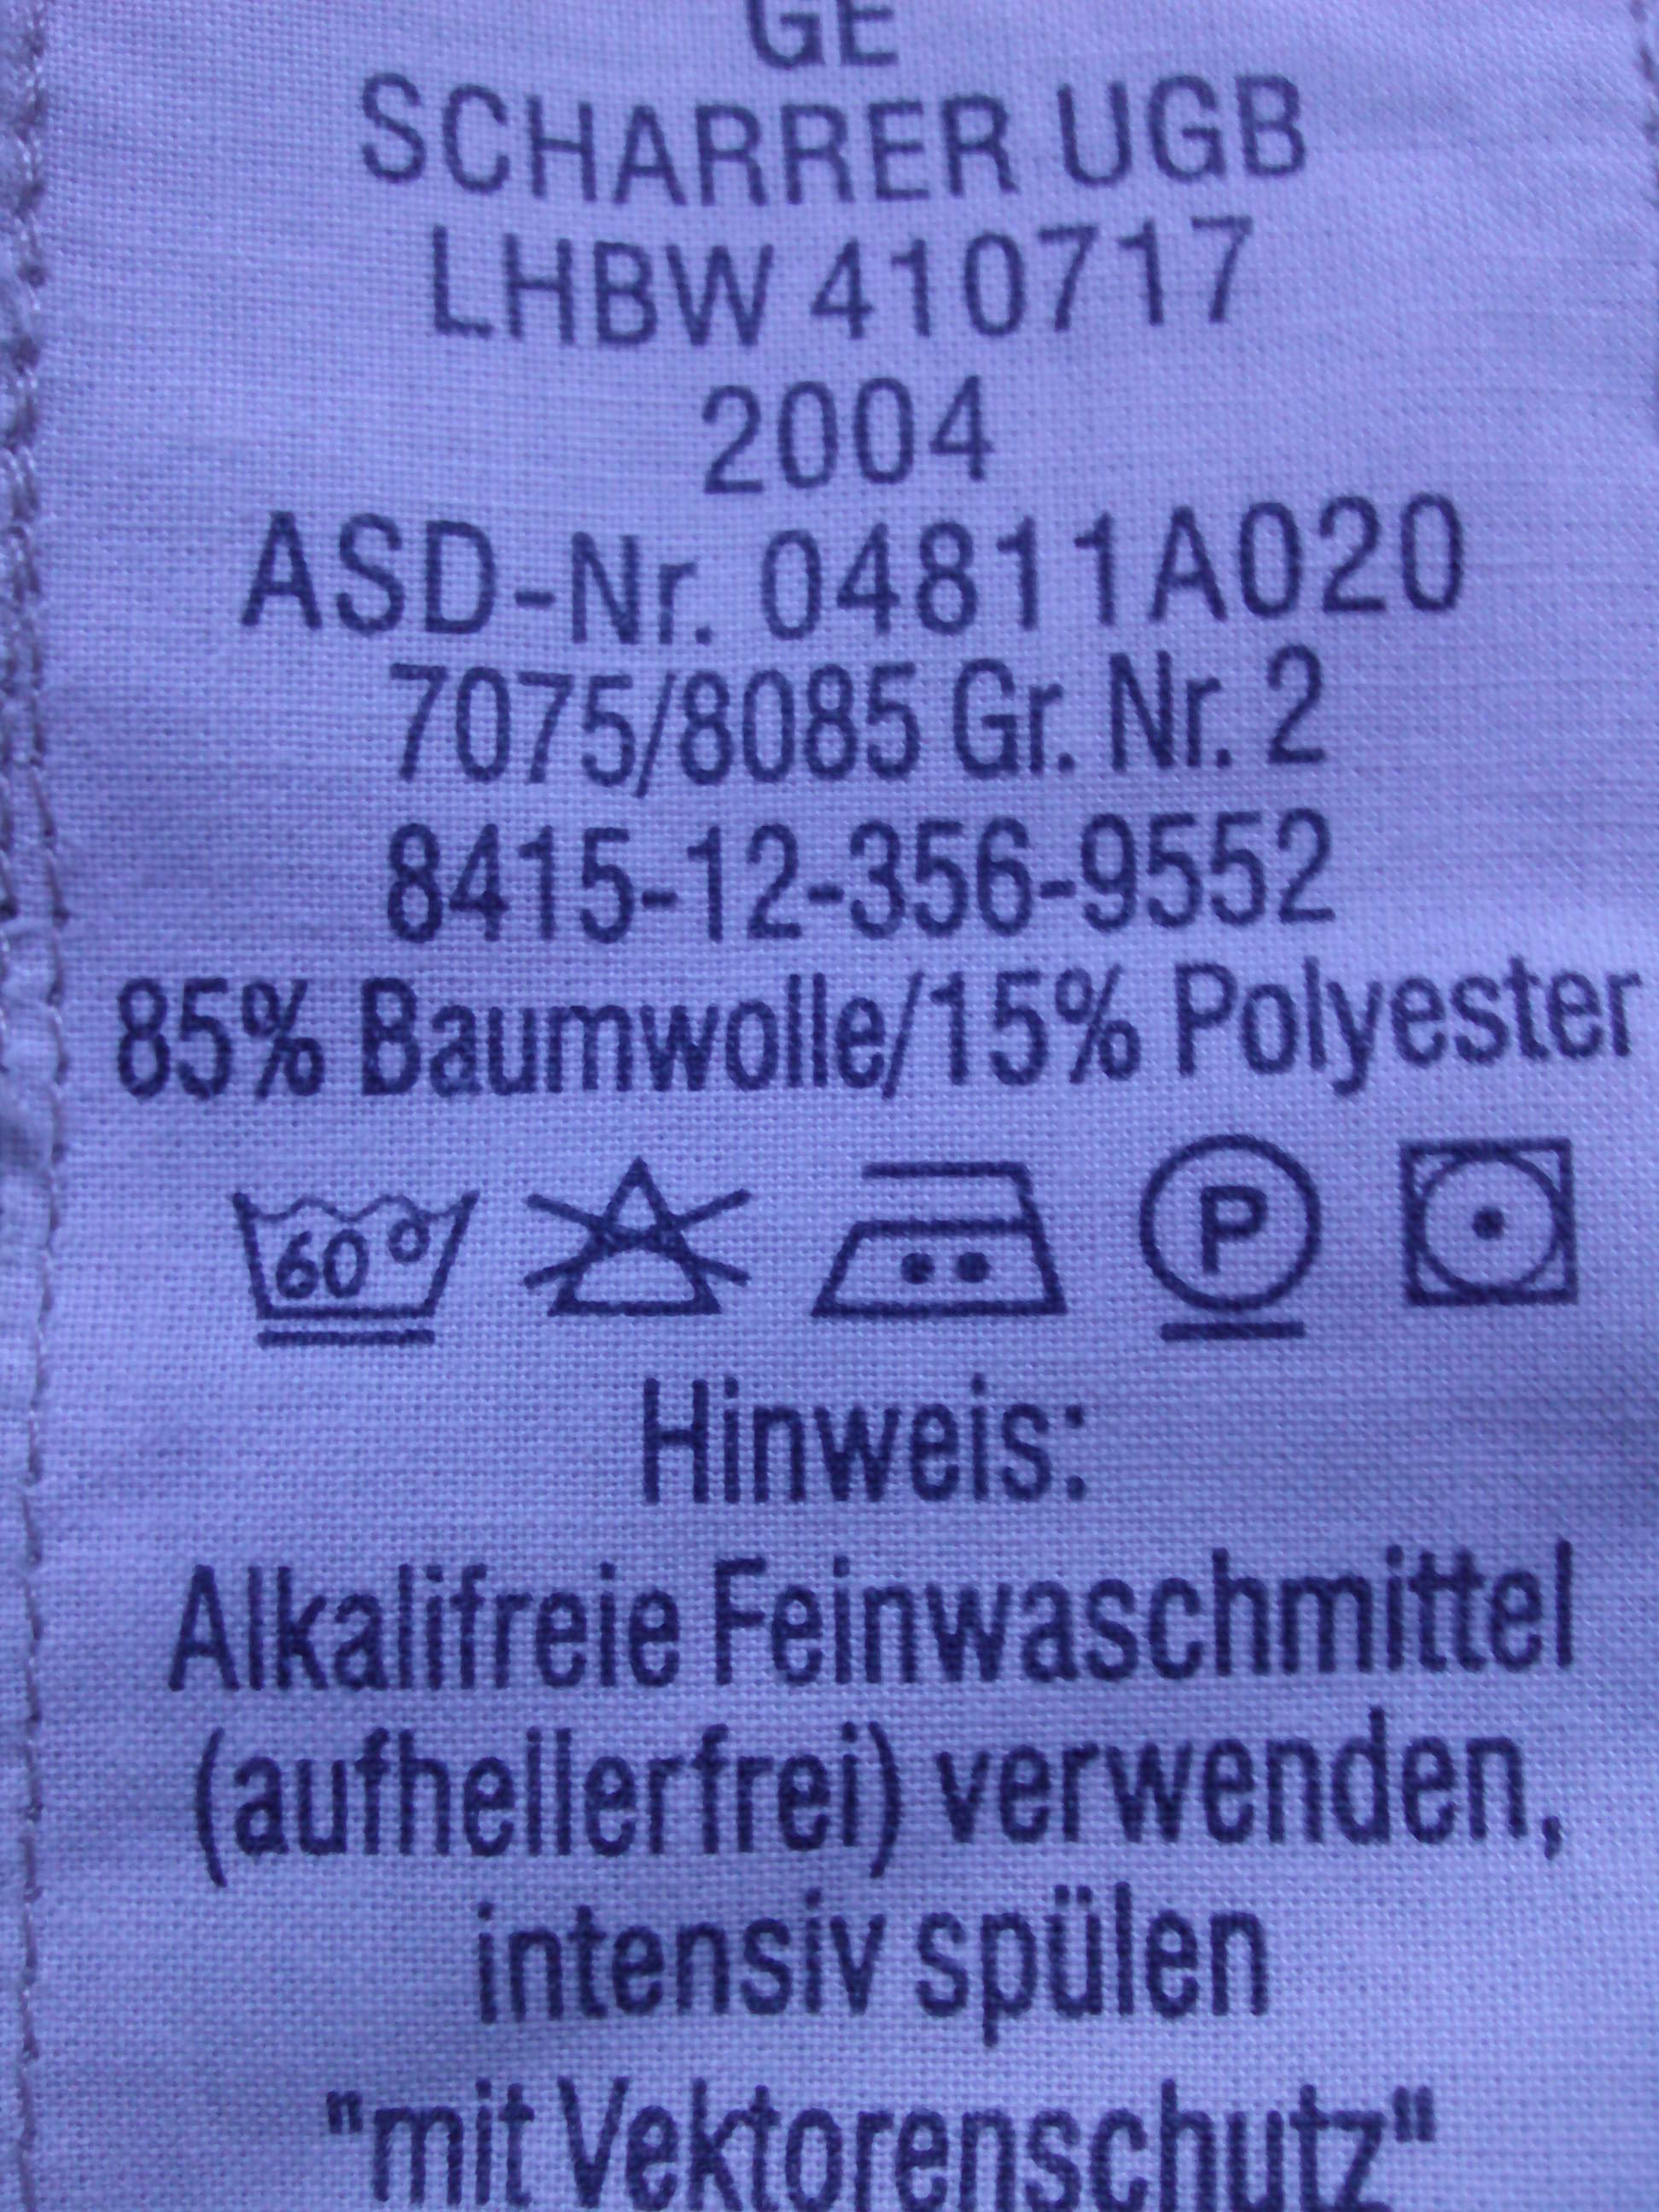 GE
SCHARRER UGB
LHBW 410717
2004
ASD-Nr. 04811A020
7075/8085 Gr. Nr. 2
8415-12-356-9552
85% Baumwolle/15% Polyester
60° P
Hinweis:
Alkalifreie Feinwaschmittel
(aufhellerfrei) verwenden,
intensiv spülen
"mit Vektorenschutz"